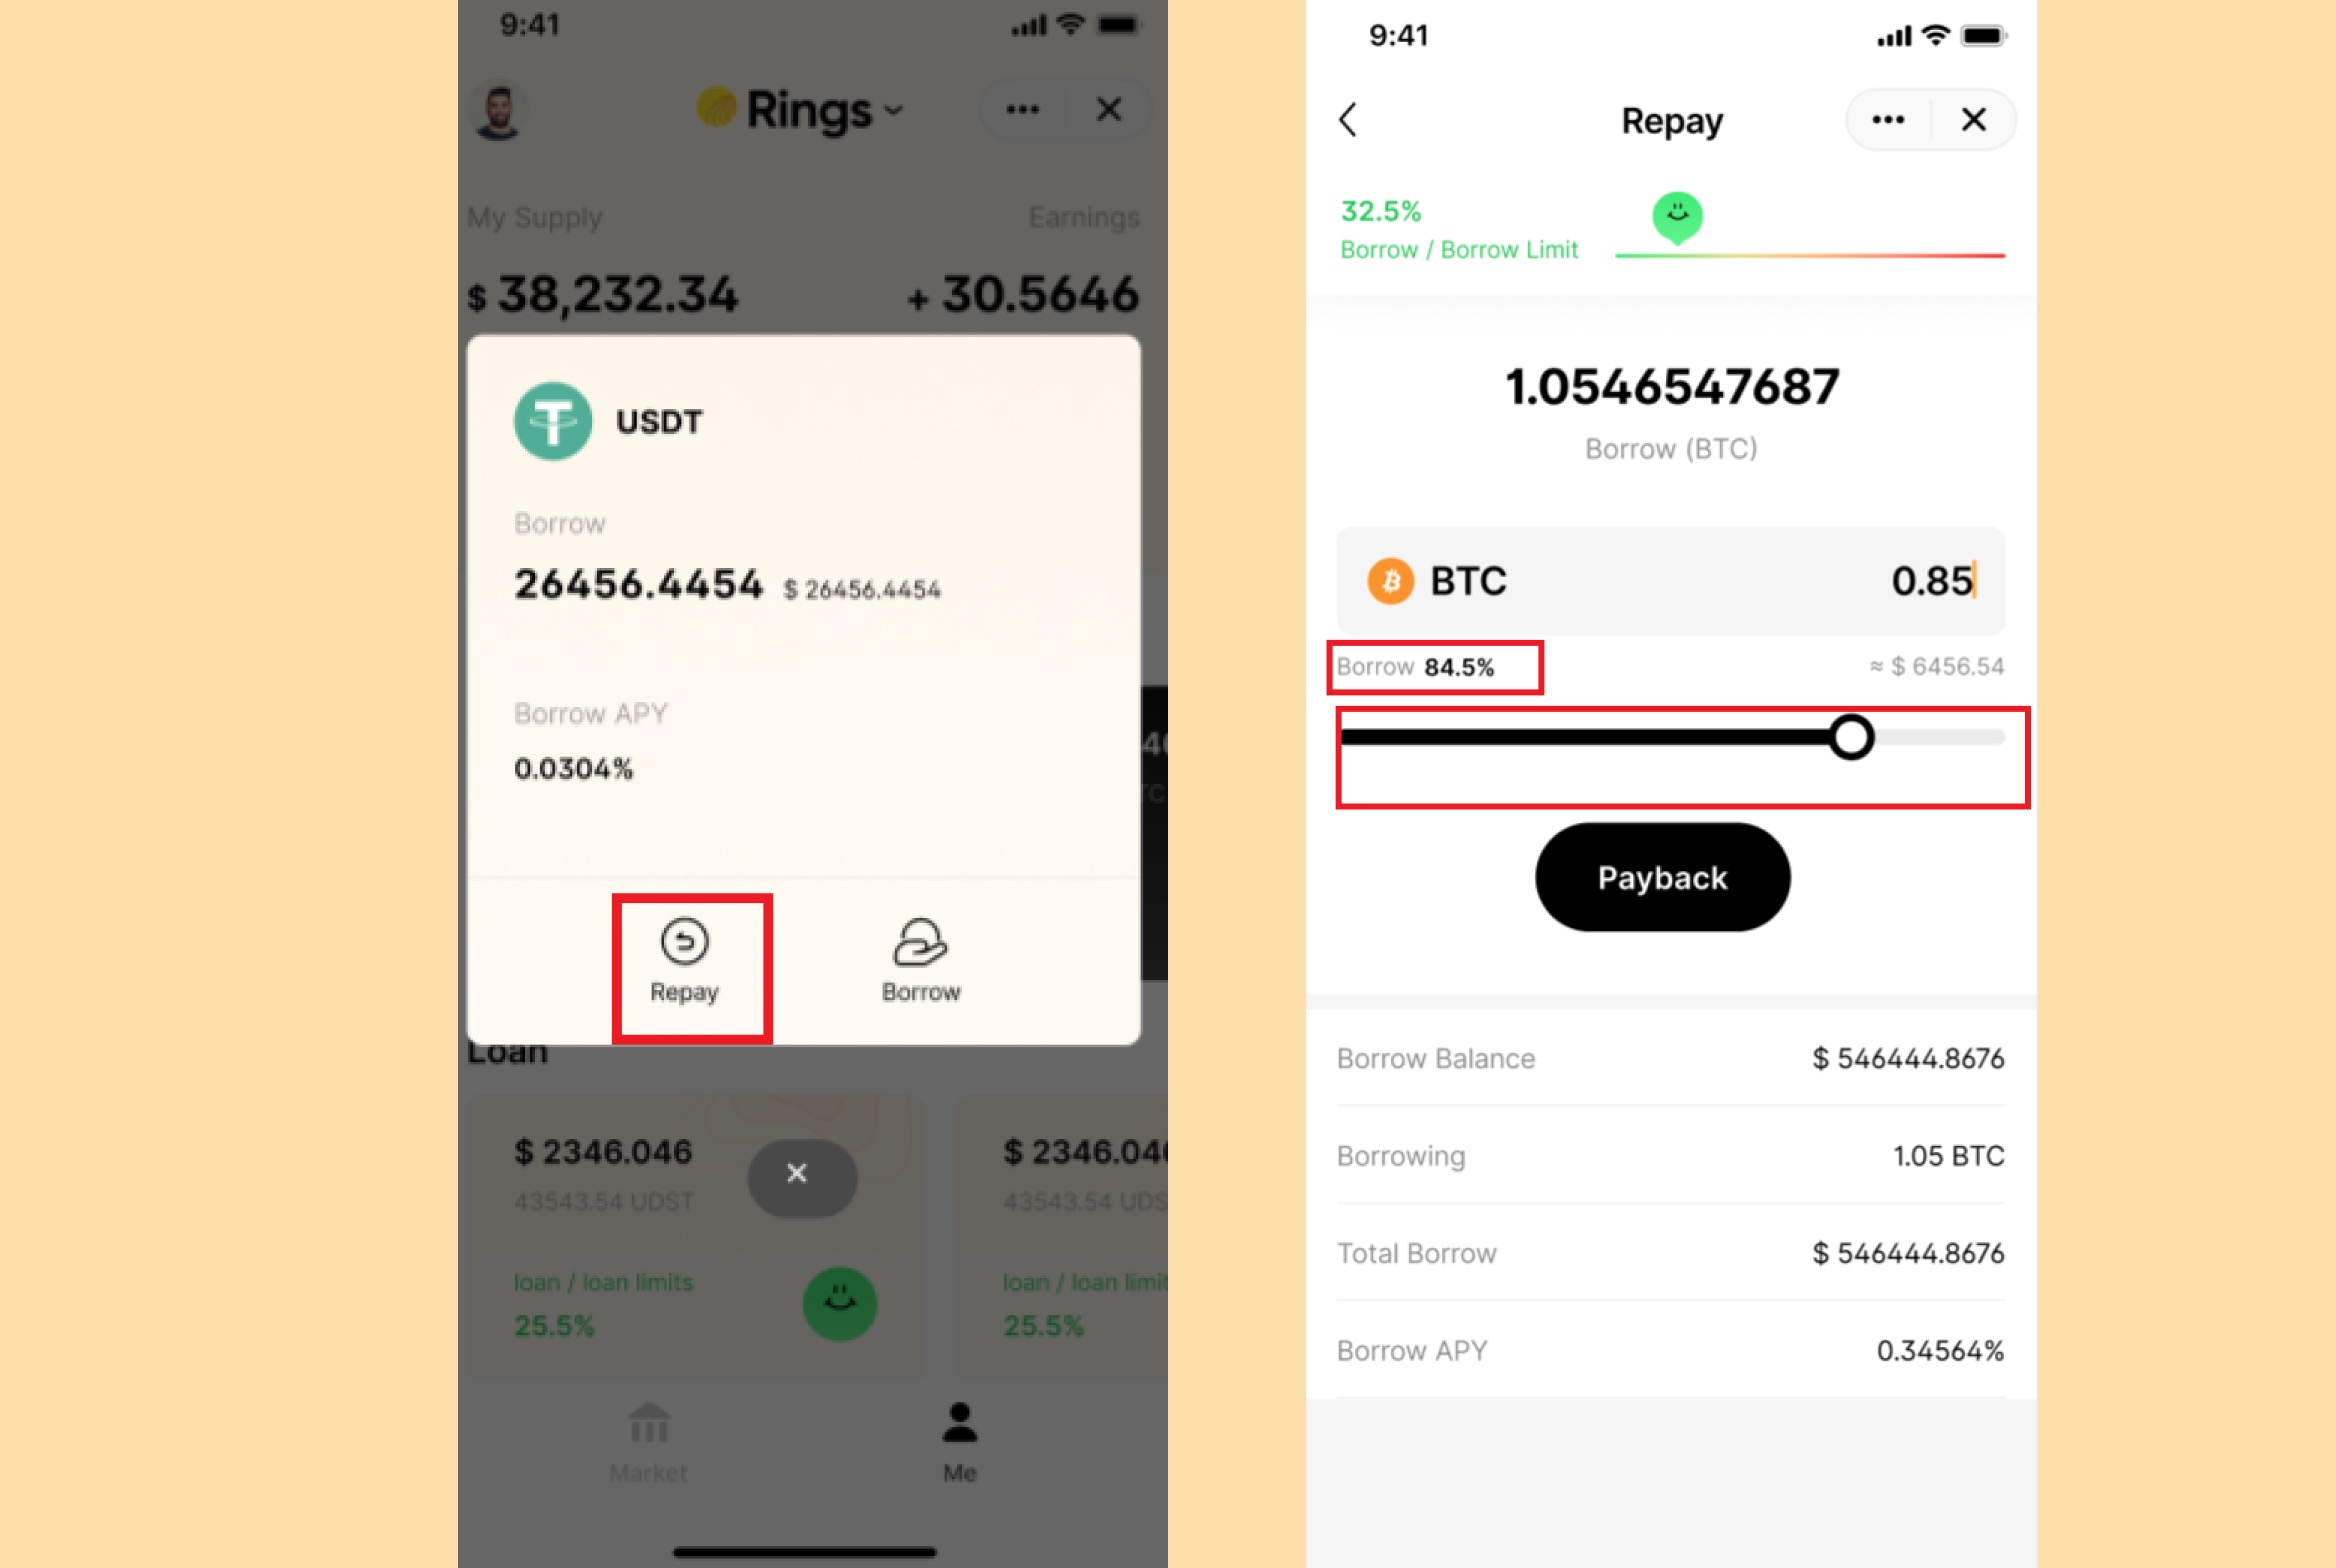 9:41
Rings
My Supply
Earnings
$ 38,232.34
+ 30.5646
USDT
Borrow
26456.4454 $ 26456.4454
Borrow APY
0.0304%
Repay
Borrow
Loan
$ 2346.046
43543.54 UDST
loan / loan limits
25.5%
$ 2346.04
43543.54 UDS
loan / loan limit
25.5%
Market
Me
9:41
Repay
32.5%
Borrow / Borrow Limit
1.0546547687
Borrow (BTC)
BTC
0.85
Borrow 84.5%
≈ $ 6456.54
Payback
Borrow Balance
$ 546444.8676
Borrowing
1.05 BTC
Total Borrow
$ 546444.8676
Borrow APY
0.34564%